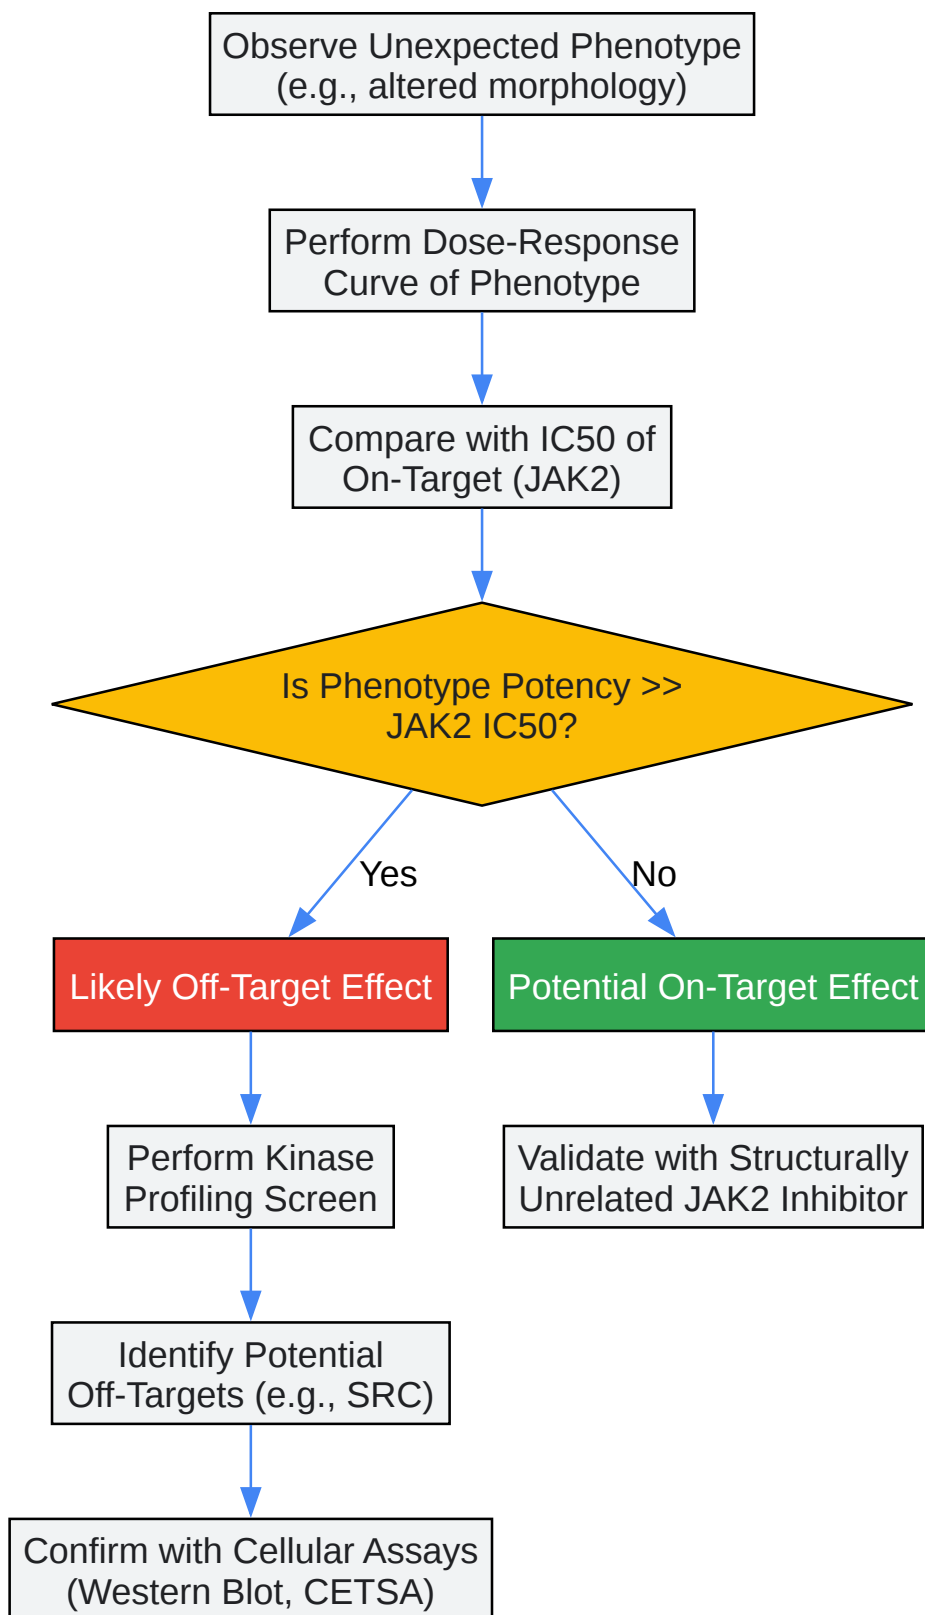 Observe Unexpected Phenotype
(e.g., altered morphology)
Perform Dose-Response
Curve of Phenotype
Compare with IC50 of
On-Target (JAK2)
Is Phenotype Potency >>
JAK2 IC50?
Yes
No
Likely Off-Target Effect
Potential On-Target Effect
Perform Kinase
Profiling Screen
Validate with Structurally
Unrelated JAK2 Inhibitor
Identify Potential
Off-Targets (e.g., SRC)
Confirm with Cellular Assays
(Western Blot, CETSA)